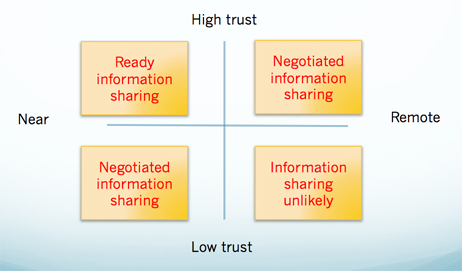 High trust
Ready
information
sharing
Negotiated
information
sharing
Near
Remote
Negotiated
information
sharing
Information
sharing
unlikely
Low trust